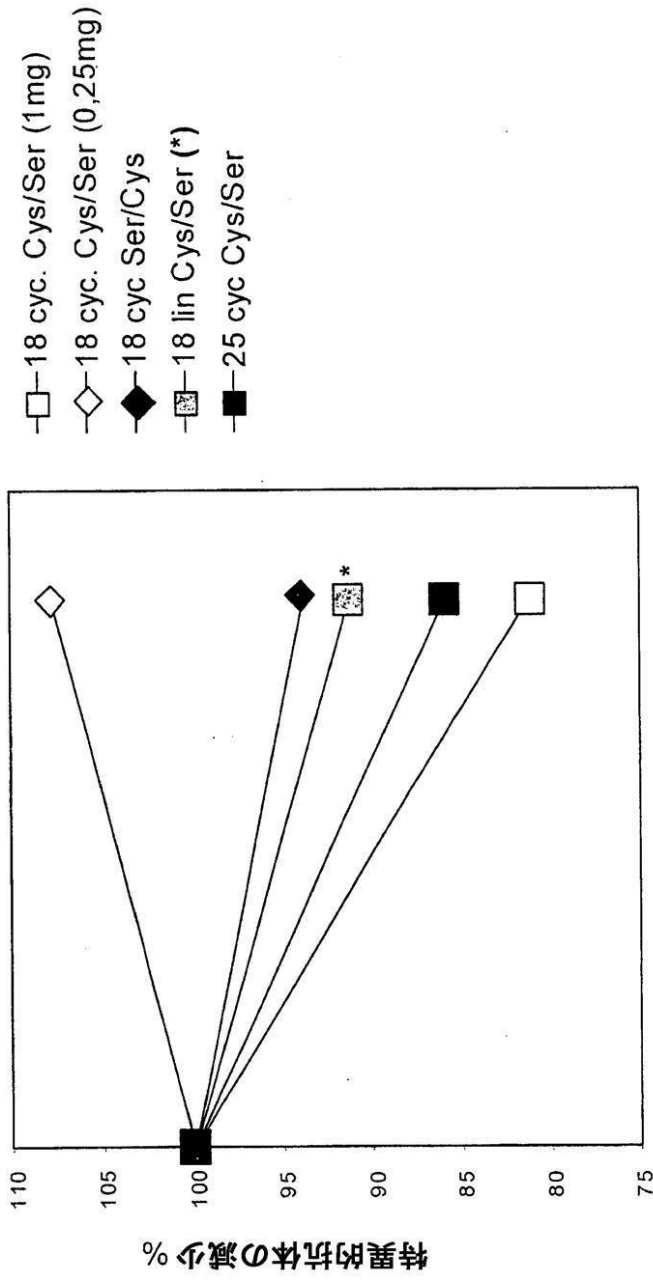 18 cyc. Cys/Ser (1mg)
18 cyc. Cys/Ser (0,25mg)
18 cyc Ser/Cys
18 lin Cys/Ser (*)
25 cyc Cys/Ser
110
105
100
95
90
85
80
75
*
特異的抗体の減少 %